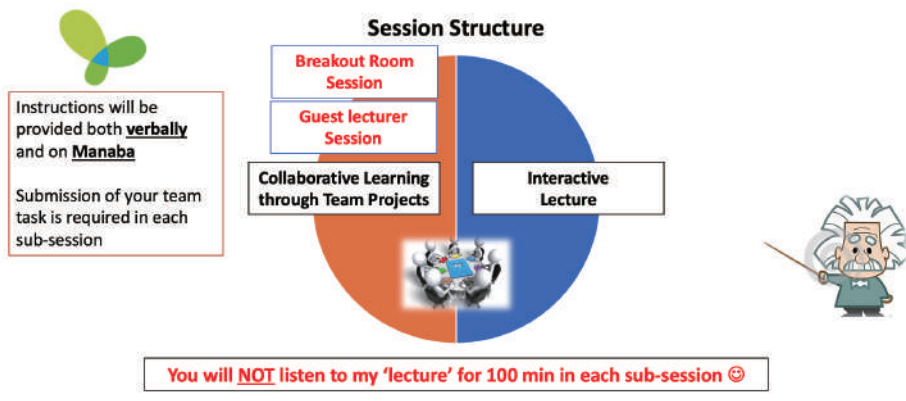 Session Structure
Breakout Room
Session
Guest lecturer
Session
Instructions will be
provided both verbally
and on Manaba
Submission of your team
task is required in each
sub-session
Collaborative Learning
through Team Projects
Interactive
Lecture
You will NOT listen to my ‘lecture’ for 100 min in each sub-session ☺